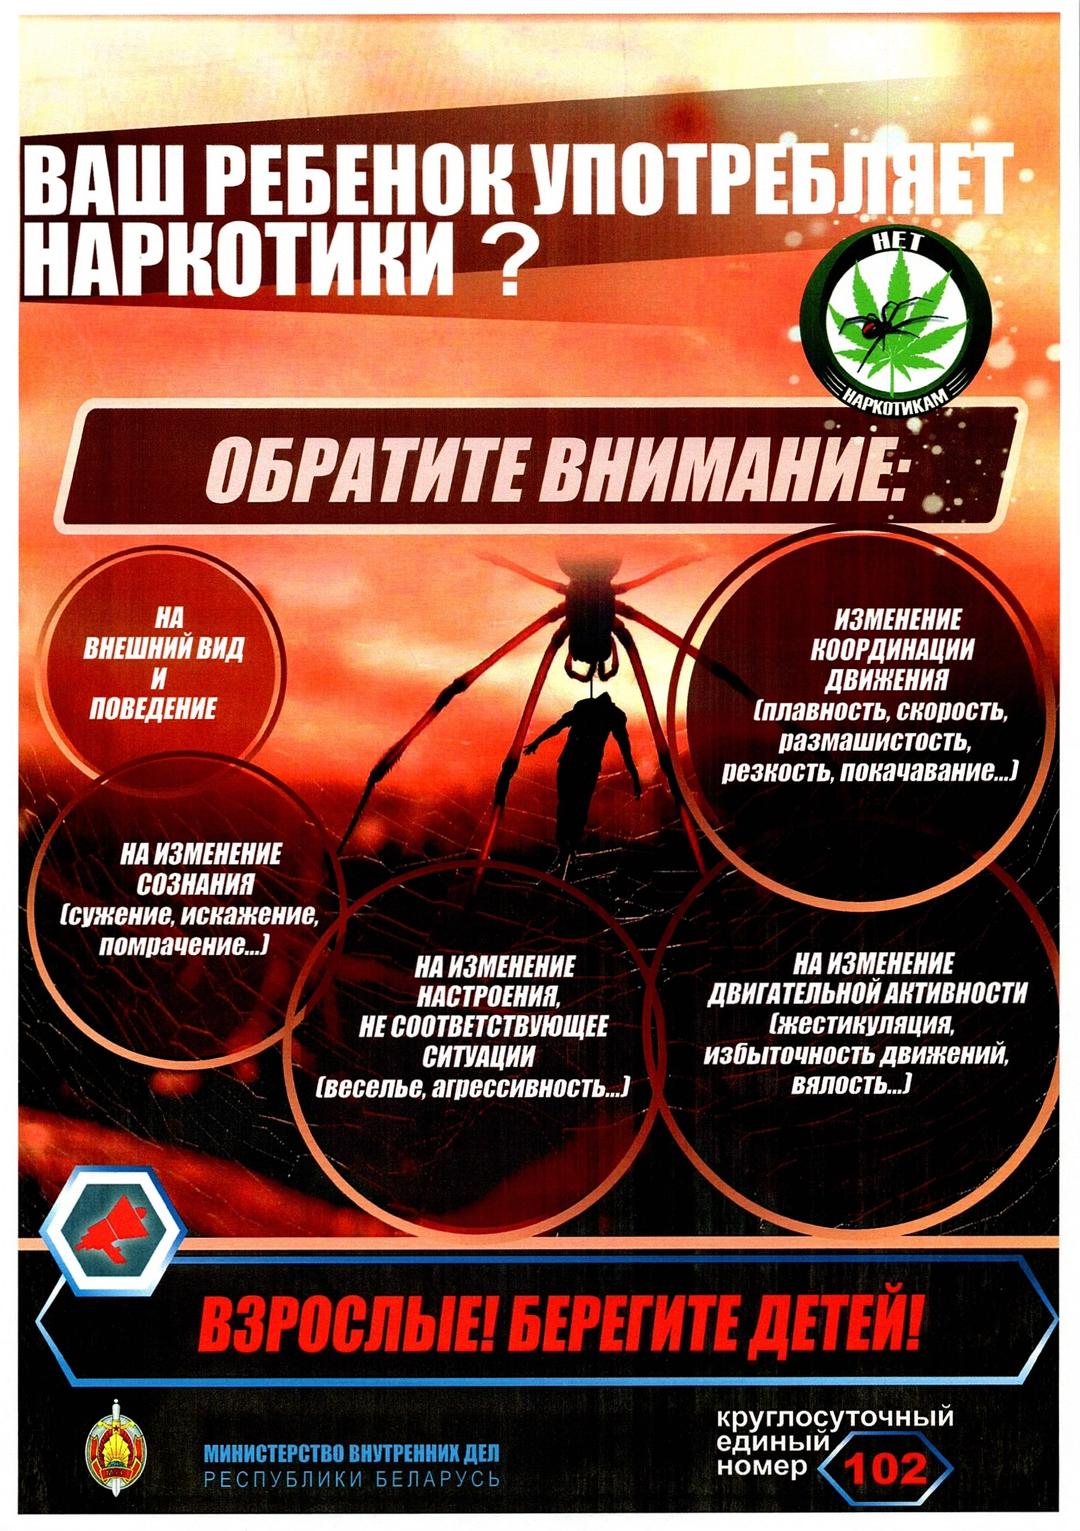 ВАШ РЕБЕНОК УПОТРЕБЛЯЕТ
НАРКОТИКИ ?
НЕТ
НАРКОТИКАМ
ОБРАТИТЕ ВНИМАНИЕ:
НА
ВНЕШНИЙ ВИД
И
ПОВЕДЕНИЕ
ИЗМЕНЕНИЕ
КООРДИНАЦИИ
ДВИЖЕНИЯ
(плавность, скорость,
размашистость,
резкость, покачавание...)
НА ИЗМЕНЕНИЕ
СОЗНАНИЯ
(сужение, искажение,
помрачение...)
НА ИЗМЕНЕНИЕ
НАСТРОЕНИЯ,
НЕ СООТВЕТСТВУЮЩЕЕ
СИТУАЦИИ
(веселье, агрессивность...)
НА ИЗМЕНЕНИЕ
ДВИГАТЕЛЬНОЙ АКТИВНОСТИ
(жестикуляция,
избыточность движений,
вялость...)
ВЗРОСЛЫЕ! БЕРЕГИТЕ ДЕТЕЙ!
МИНИСТЕРСТВО ВНУТРЕННИХ ДЕЛ
РЕСПУБЛИКИ БЕЛАРУСЬ
круглосуточный
единый
номер 102